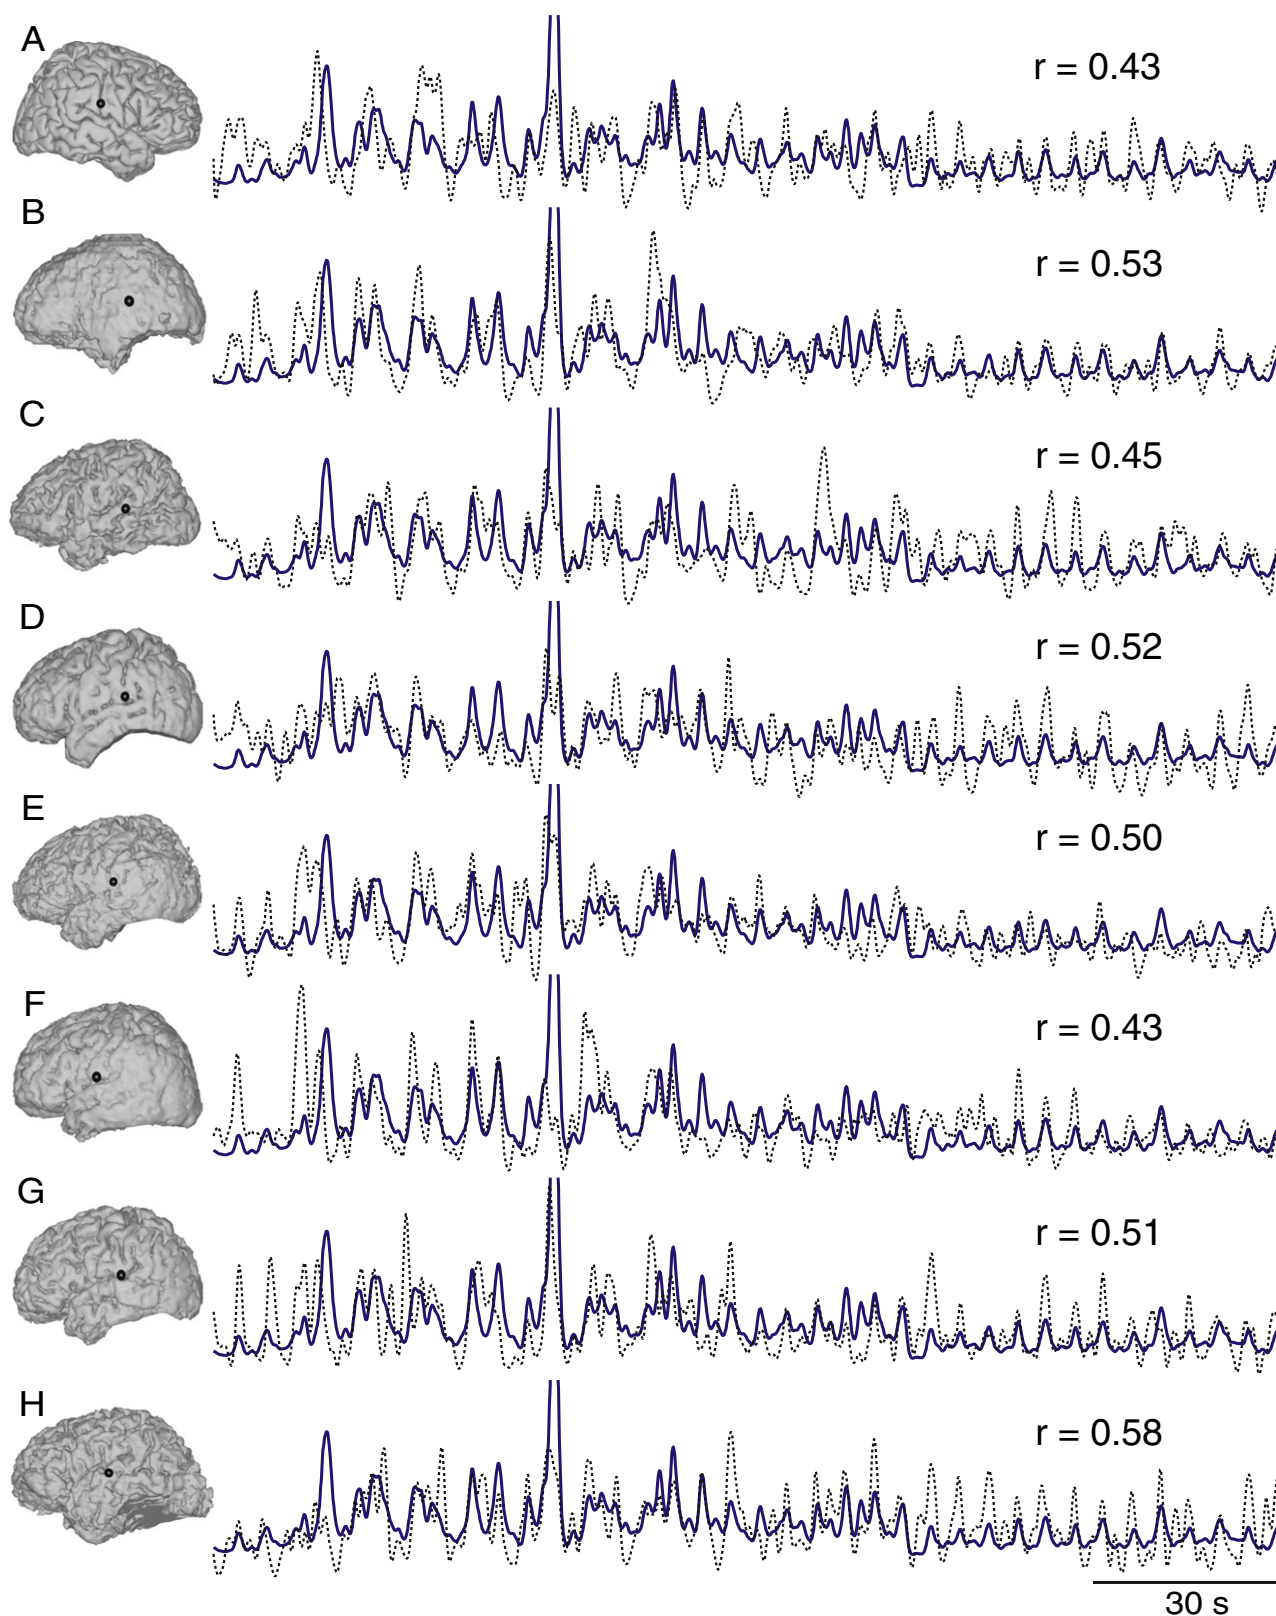 A
r = 0.43
B
r = 0.53
C
r = 0.45
D
r = 0.52
E
r = 0.50
F
r = 0.43
G
r = 0.51
H
r = 0.58
30 s